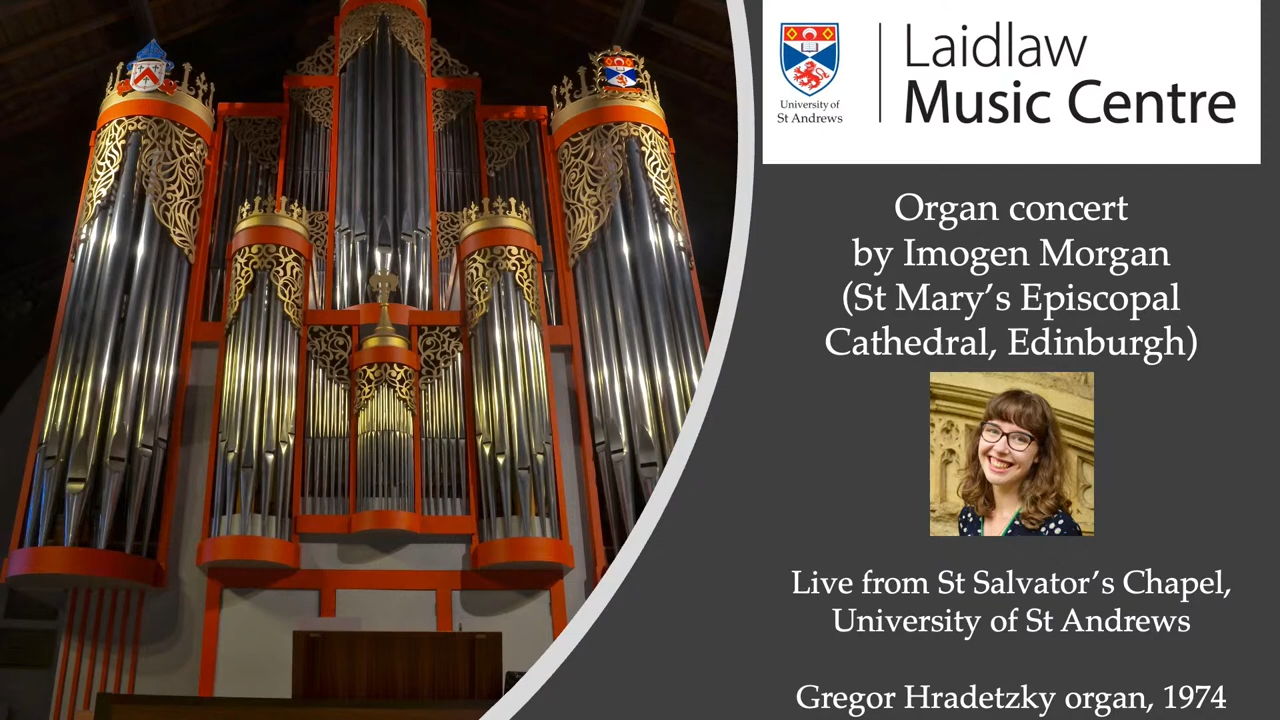 University of
St Andrews
Laidlaw
Music Centre
Organ concert
by Imogen Morgan
(St Mary’s Episcopal
Cathedral, Edinburgh)
Live from St Salvator’s Chapel,
University of St Andrews
Gregor Hradetzky organ, 1974